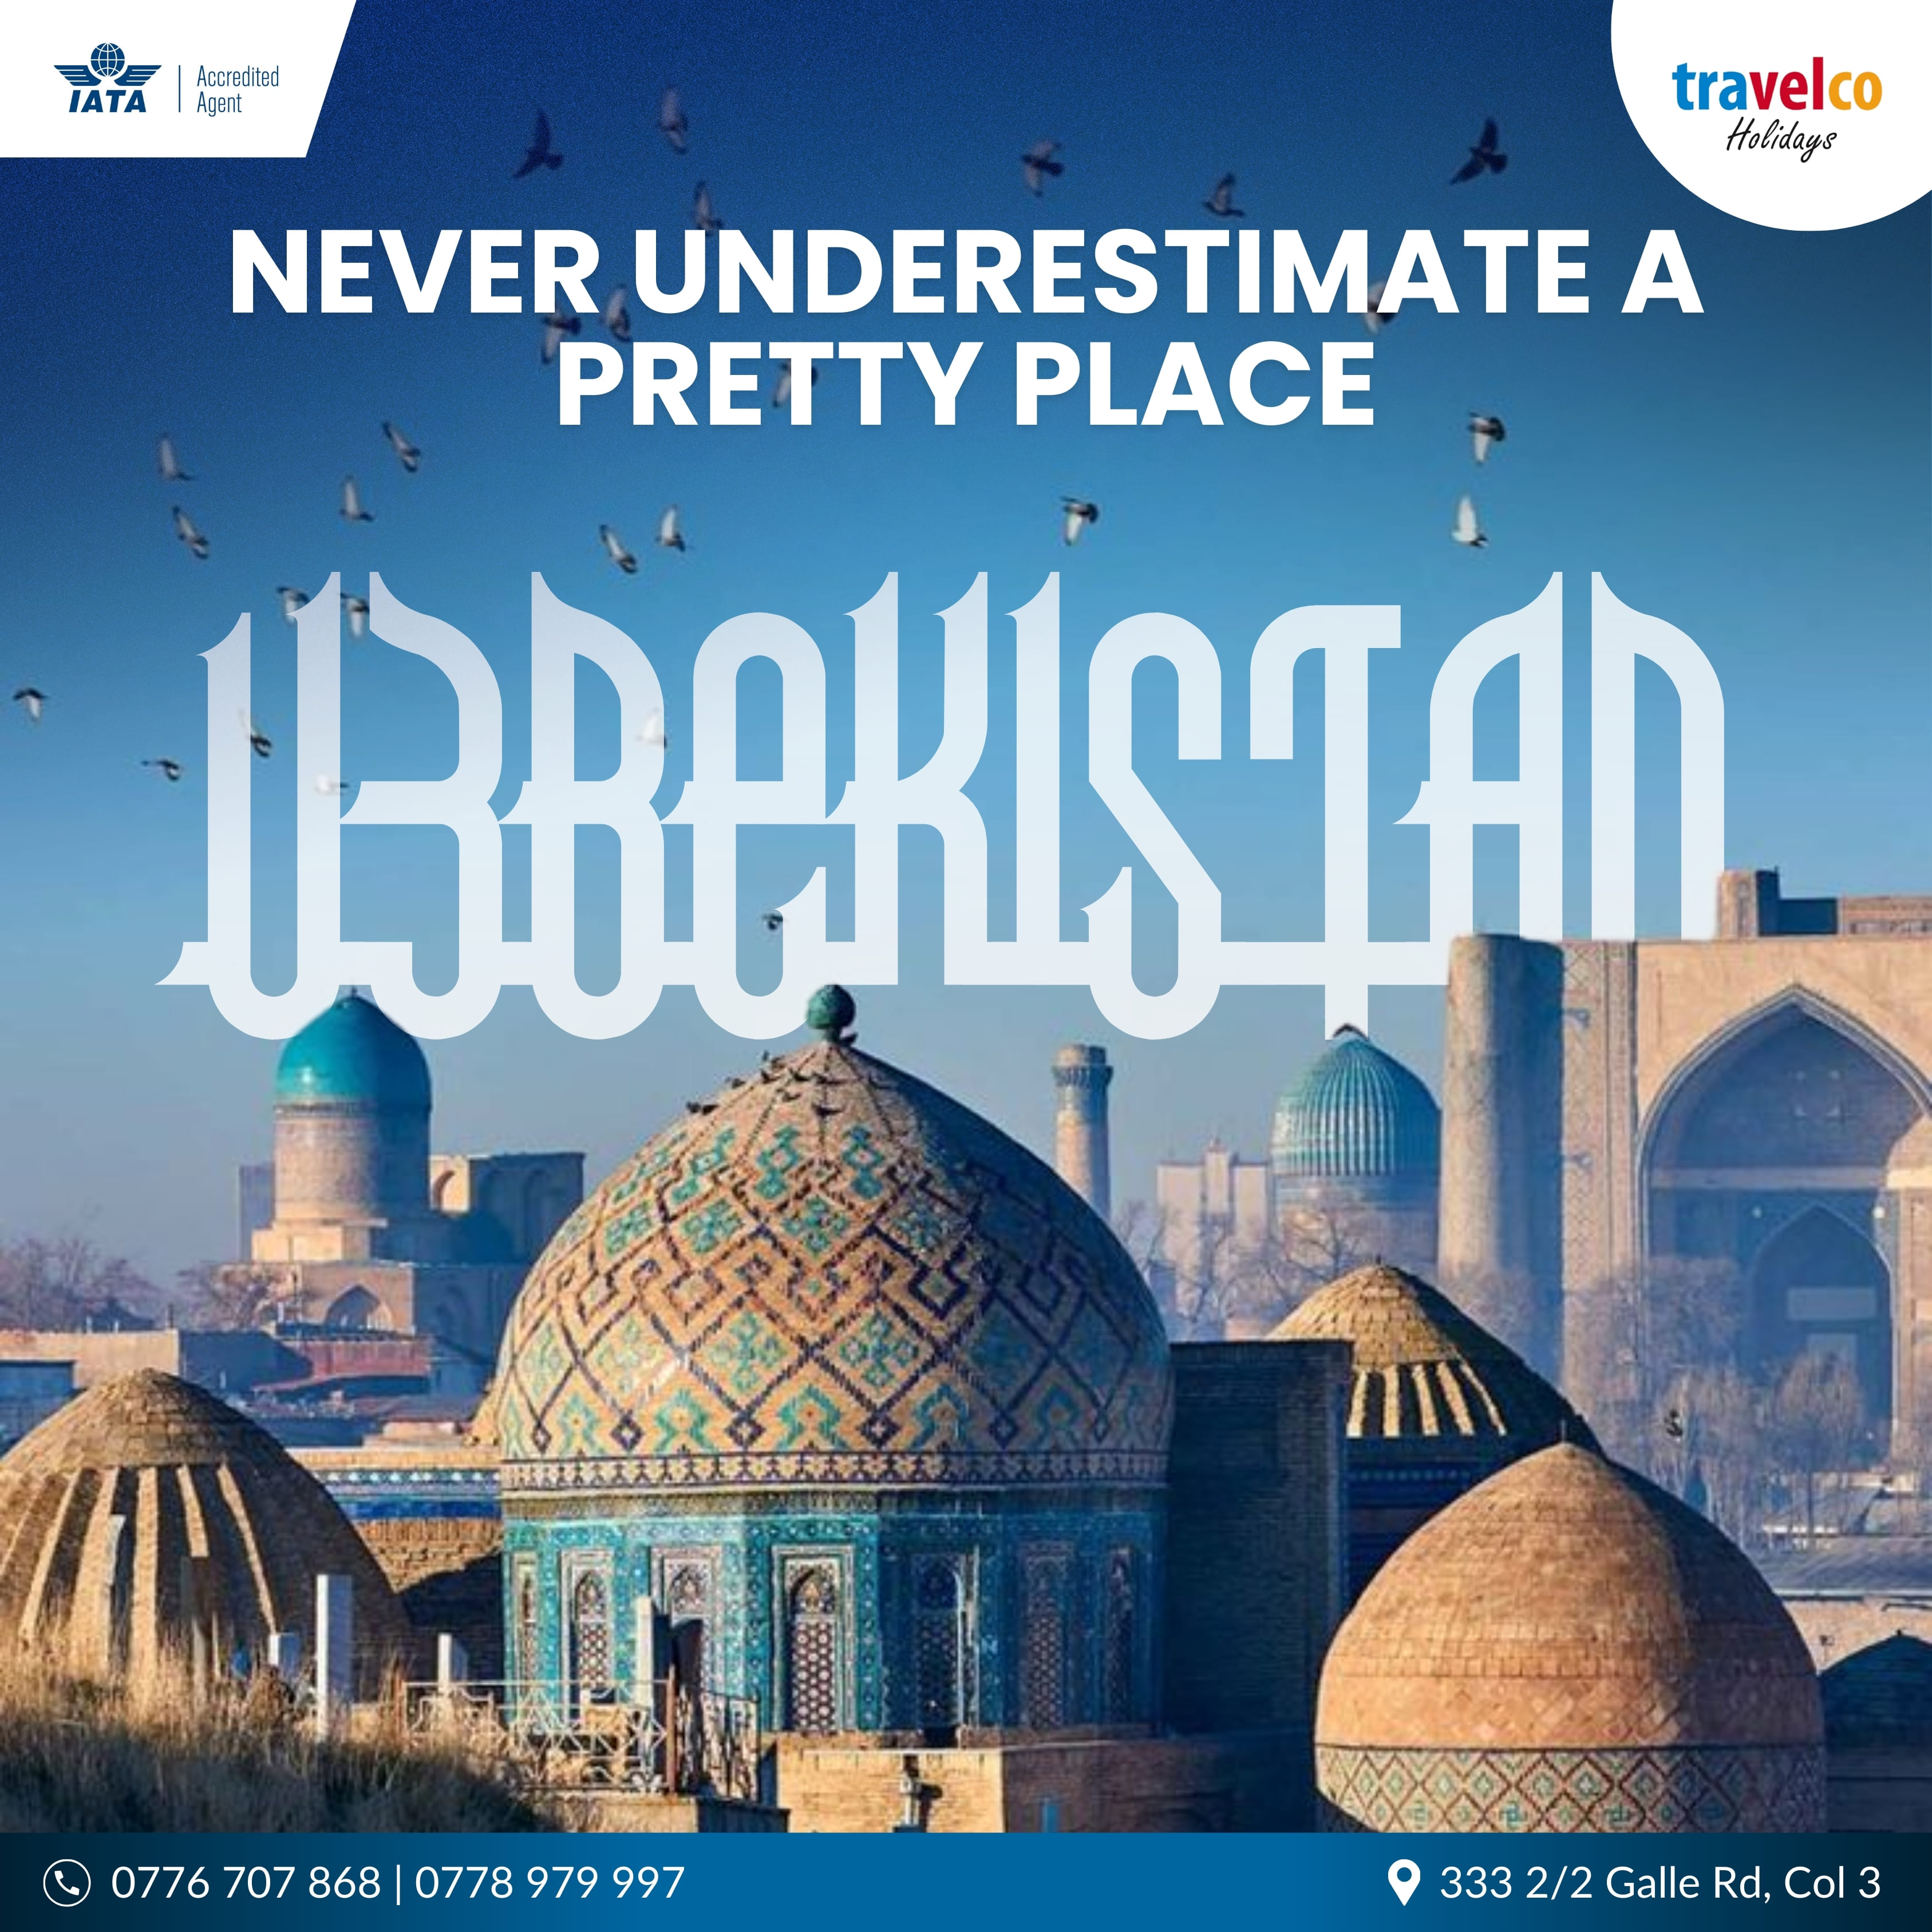 IATA
Accredited
Agent
travelco
Holidays
NEVER UNDERESTIMATE A
PRETTY PLACE
UZBEKISTAN
0776 707 868 | 0778 979 997
333 2/2 Galle Rd, Col 3